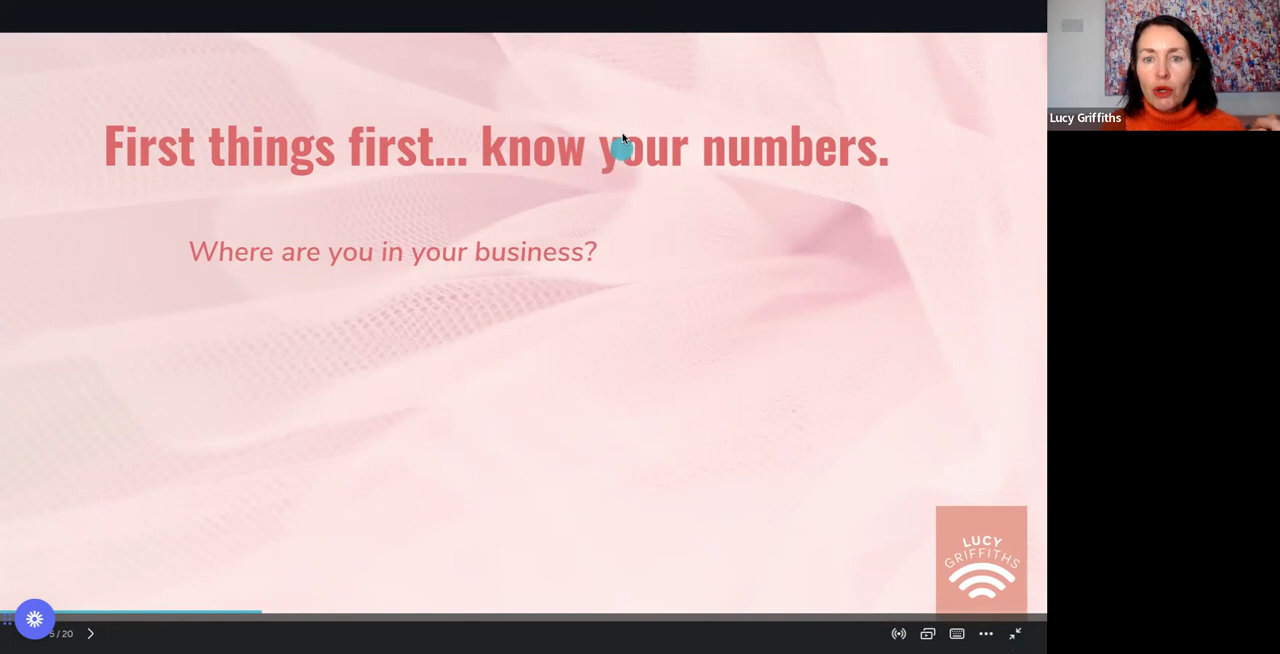 First things first... know your numbers.
Where are you in your business?
Lucy Griffiths
LUCY
GRIFFITHS
5 / 20